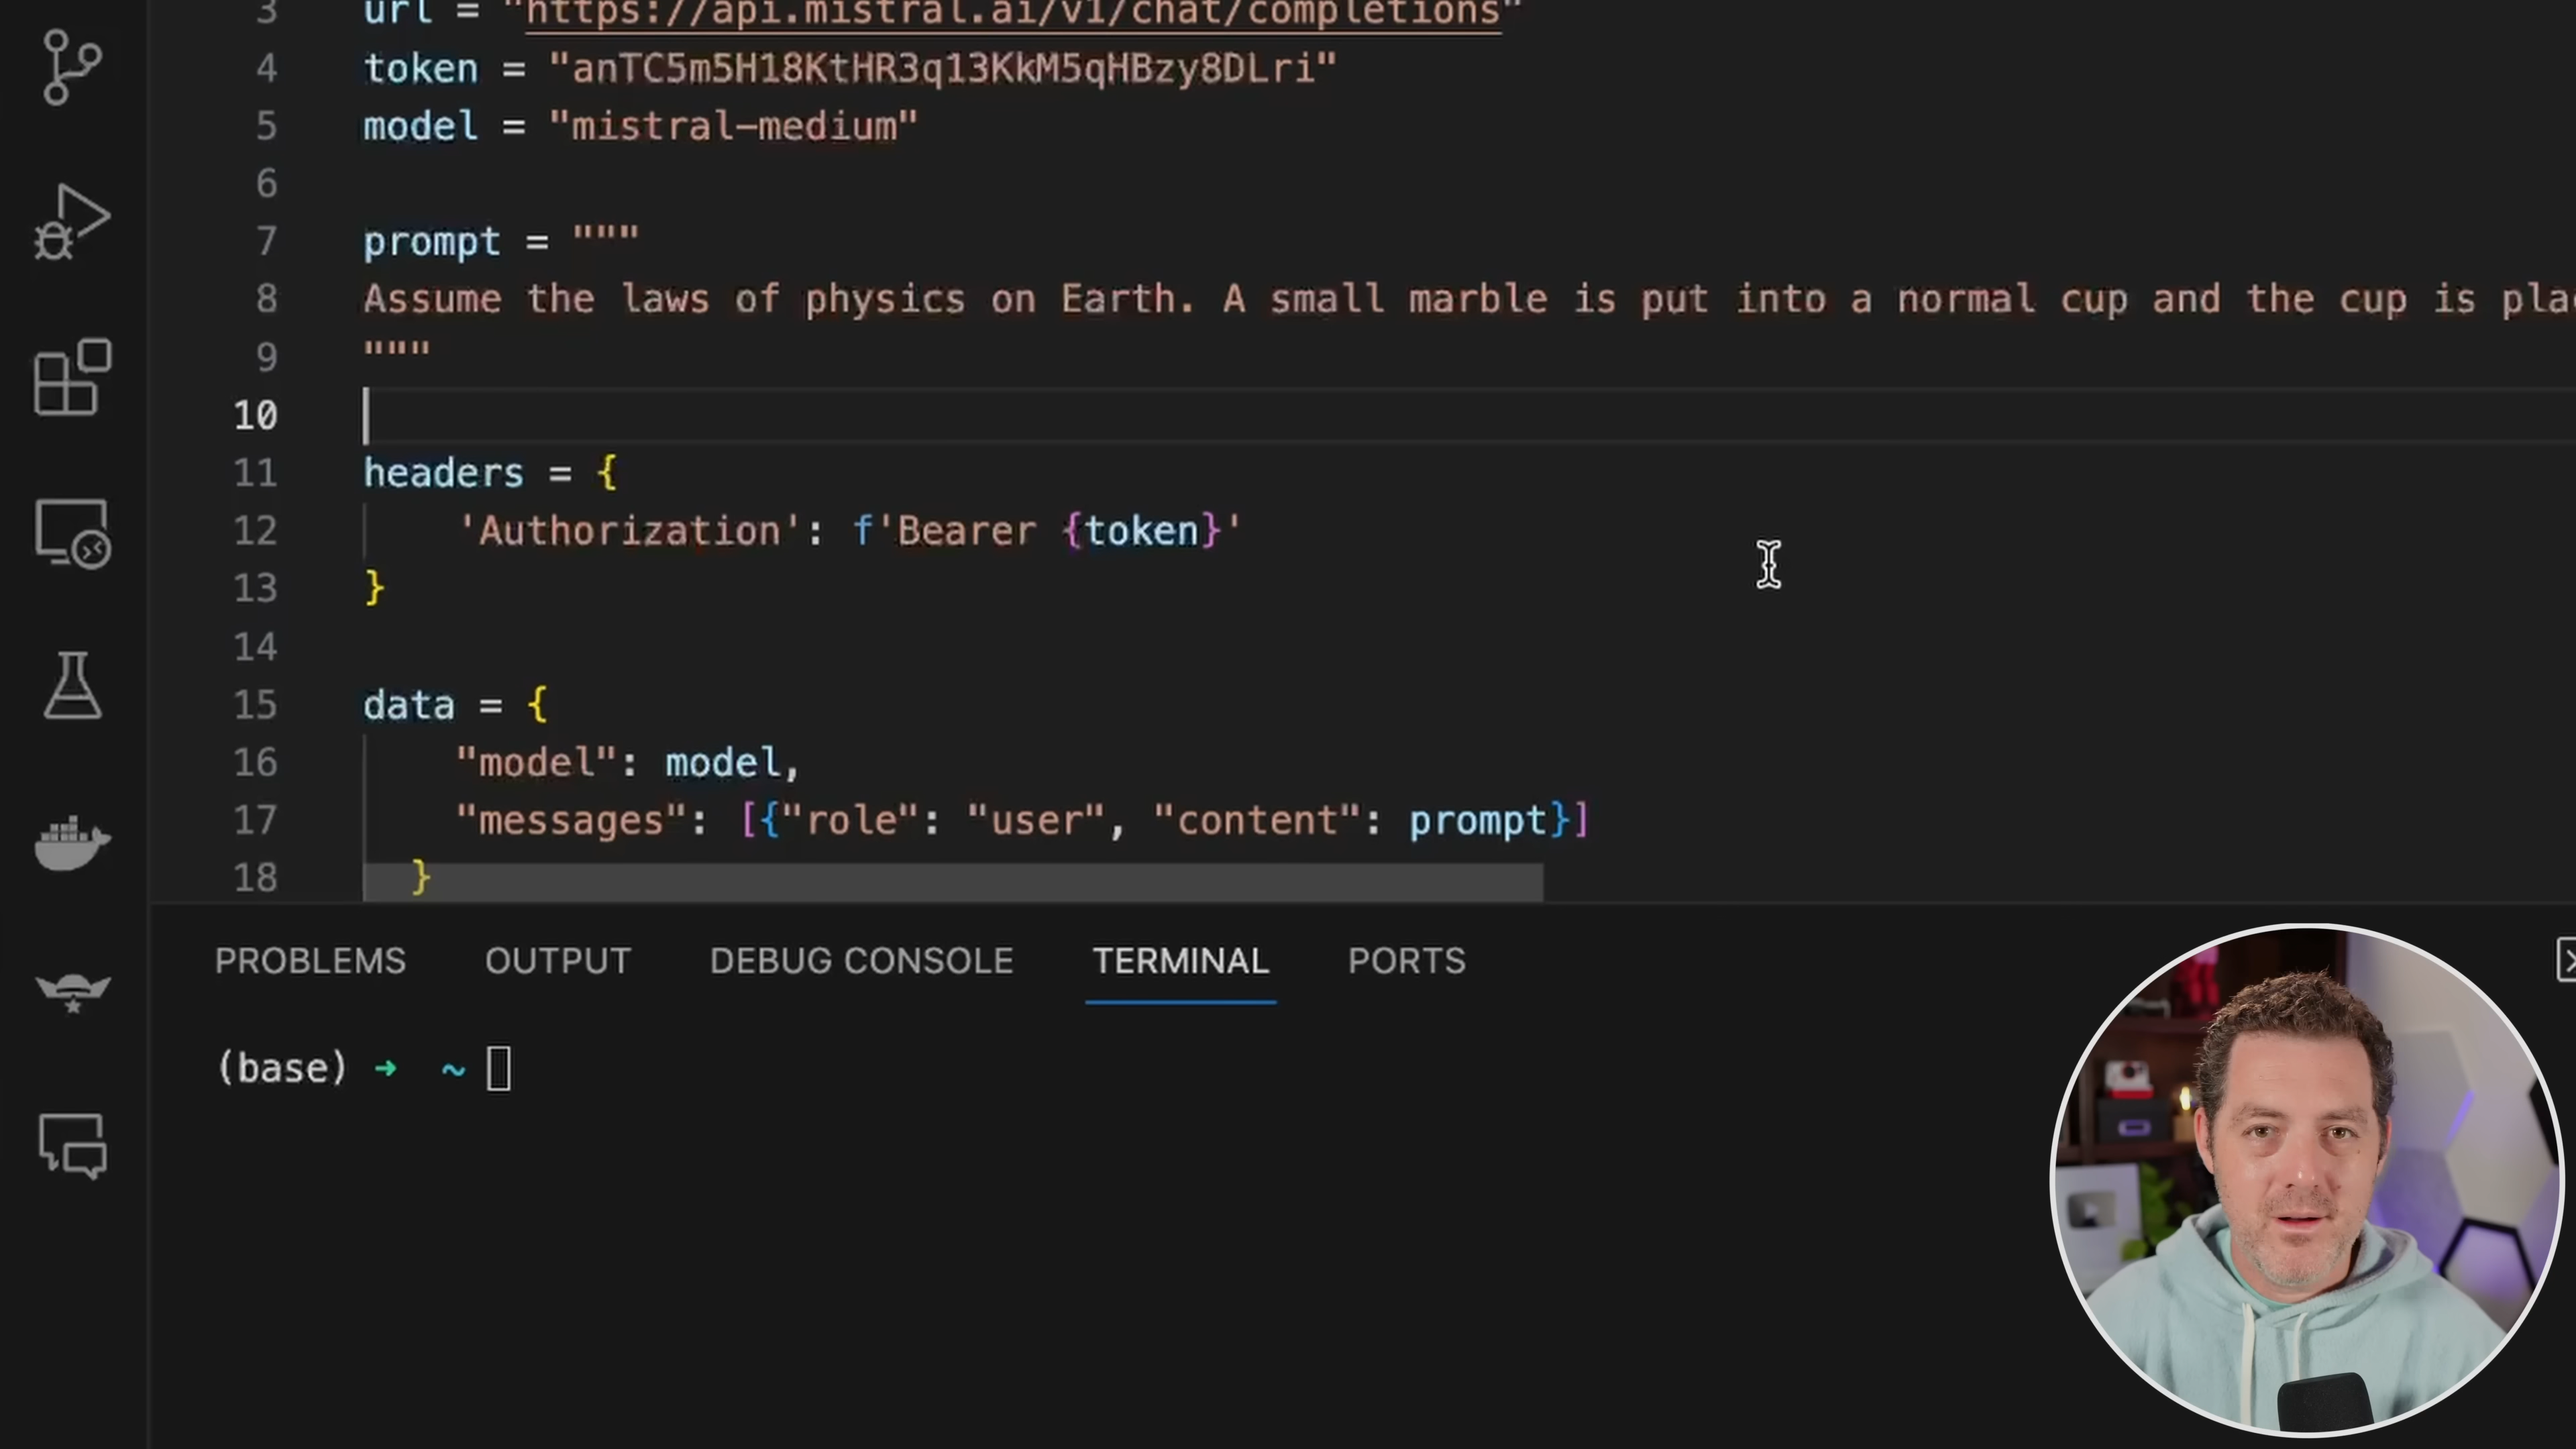 3 url = "https://api.mistral.ai/v1/chat/completions"
4 token = "anTC5m5H18KtHR3q13KkM5qHBzy8DLri"
5 model = "mistral-medium"
6
7 prompt = """
8 Assume the laws of physics on Earth. A small marble is put into a normal cup and the cup is pla
9 """
10
11 headers = {
12 'Authorization': f'Bearer {token}'
13 }
14
15 data = {
16 "model": model,
17 "messages": [{"role": "user", "content": prompt}]
18 }
PROBLEMS OUTPUT DEBUG CONSOLE TERMINAL PORTS
(base) ➜ ~